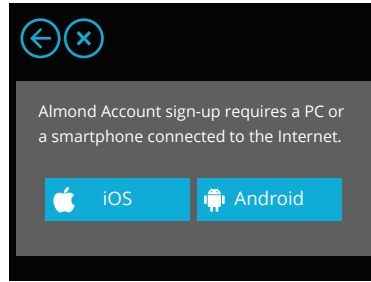 Almond Account sign-up requires a PC or
a smartphone connected to the Internet.
iOS
Android